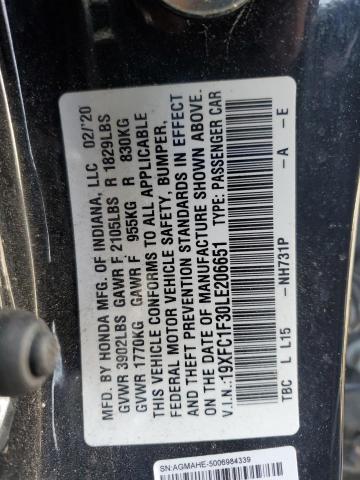 MFD. BY HONDA MFG. OF INDIANA, LLC 02/'20
GVWR 3902LBS GAWR F 2105LBS R 1829LBS
GVWR 1770KG GAWR F 955KG R 830KG
THIS VEHICLE CONFORMS TO ALL APPLICABLE
FEDERAL MOTOR VEHICLE SAFETY, BUMPER,
AND THEFT PREVENTION STANDARDS IN EFFECT
ON THE DATE OF MANUFACTURE SHOWN ABOVE.
V.I.N.:19XFC1F30LE206651 TYPE: PASSENGER CAR
TBC L L15 -NH731P -A -E
SN:AGMAHE-5006984339